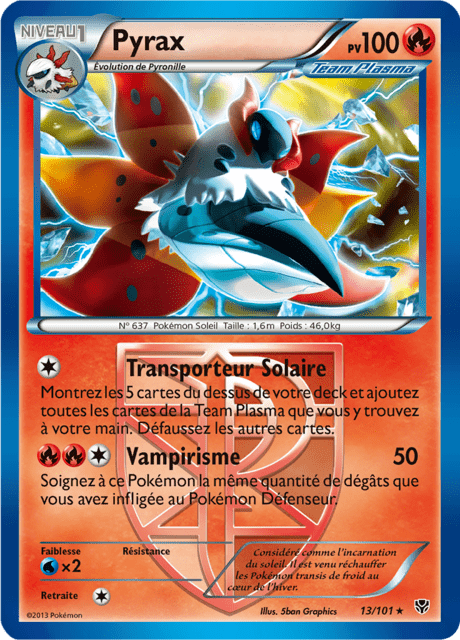 NIVEAU 1
Pyrax
PV100
Évolution de Pyronille
Team Plasma
N° 637 Pokémon Soleil Taille : 1,6m Poids : 46,0kg
Transporteur Solaire
Montrez les 5 cartes du dessus de votre deck et ajoutez
toutes les cartes de la Team Plasma que vous y trouvez
à votre main. Défaussez les autres cartes.
Vampirisme 50
Soignez à ce Pokémon la même quantité de dégâts que
vous avez infligée au Pokémon Défenseur.
Faiblesse
Résistance
×2
Retraite
Considéré comme l'incarnation
du soleil. Il est venu réchauffer
les Pokémon transis de froid au
cœur de l'hiver.
©2013 Pokémon
Illus. 5ban Graphics
13/101 ★